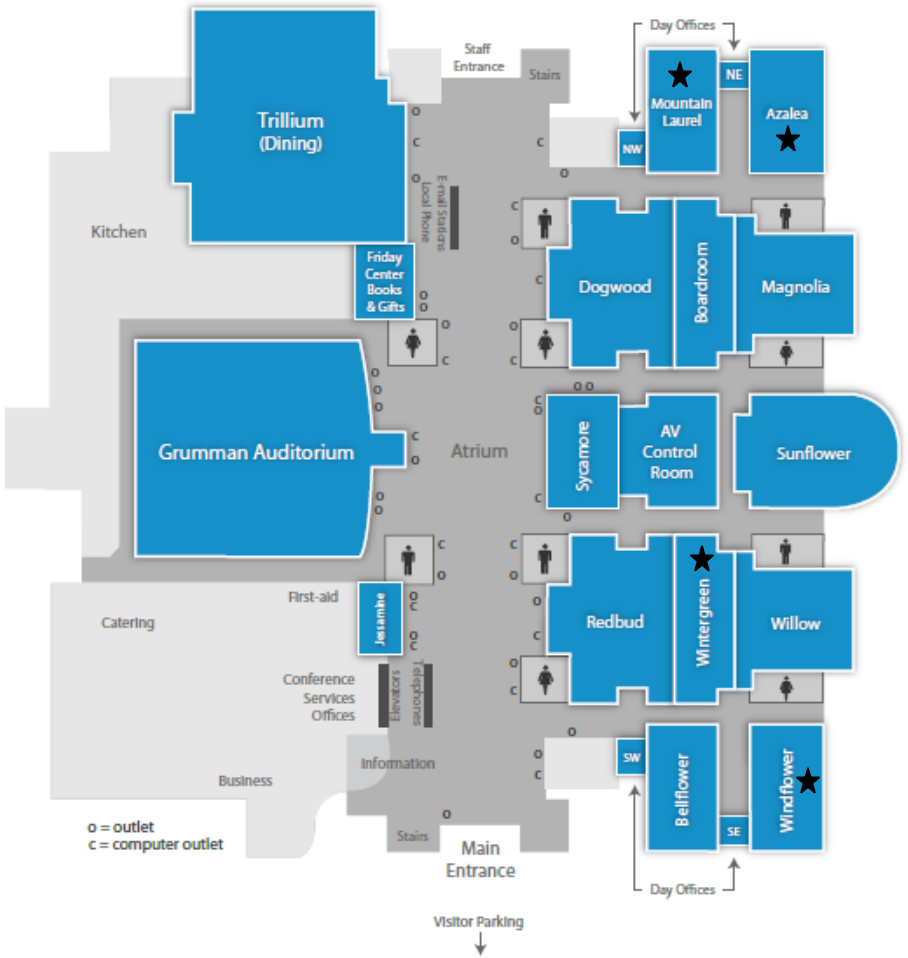 Day Offices
Staff
Entrance
Stairs
NE
Mountain
Laurel
Azalea
Trillium
(Dining)
NW
E-mail Stations
Local Phone
Kitchen
Friday
Center
Books
& Gifts
Dogwood
Boardroom
Magnolia
Grumman Auditorium
Atrium
Sycamore
AV
Control
Room
Sunflower
First-aid
Jessamine
Catering
Redbud
Wintergreen
Willow
Conference
Services
Offices
Elevators
Telephones
Information
Business
SW
Bellflower
Windflower
SE
o = outlet
c = computer outlet
Stairs
Main
Entrance
Day Offices
Visitor Parking
o
c
o
c
o
c
o
c
o
o
o
c
o
c
o
o
o
o
c
o
o
c
o
o
o
c
o
c
o
c
o
c
o
c
o
c
o
c
o
c
o
o
c
o